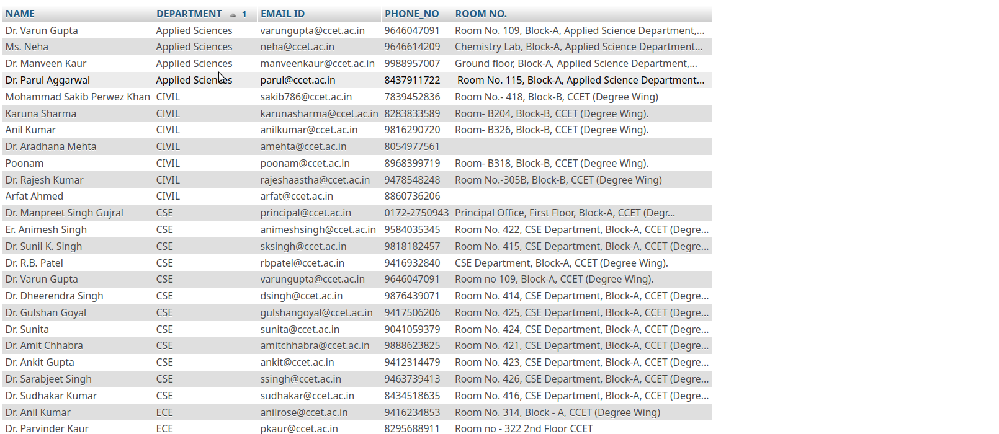 NAME DEPARTMENT 1 EMAIL ID PHONE_NO ROOM NO.
Dr. Varun Gupta Applied Sciences varungupta@ccet.ac.in 9646047091 Room No. 109, Block-A, Applied Science Department,...
Ms. Neha Applied Sciences neha@ccet.ac.in 9646614209 Chemistry Lab, Block-A, Applied Science Department...
Dr. Manveen Kaur Applied Sciences manveenkaur@ccet.ac.in 9988957007 Ground floor, Block-A, Applied Science Department,...
Dr. Parul Aggarwal Applied Sciences parul@ccet.ac.in 8437911722 Room No. 115, Block-A, Applied Science Department...
Mohammad Sakib Perwez Khan CIVIL sakib786@ccet.ac.in 7839452836 Room No.- 418, Block-B, CCET (Degree Wing)
Karuna Sharma CIVIL karunasharma@ccet.ac.in 8283833589 Room- B204, Block-B, CCET (Degree Wing).
Anil Kumar CIVIL anilkumar@ccet.ac.in 9816290720 Room- B326, Block-B, CCET (Degree Wing).
Dr. Aradhana Mehta CIVIL amehta@ccet.ac.in 8054977561
Poonam CIVIL poonam@ccet.ac.in 8968399719 Room- B318, Block-B, CCET (Degree Wing).
Dr. Rajesh Kumar CIVIL rajeshaastha@ccet.ac.in 9478548248 Room No.-305B, Block-B, CCET (Degree Wing)
Arfat Ahmed CIVIL arfat@ccet.ac.in 8860736206
Dr. Manpreet Singh Gujral CSE principal@ccet.ac.in 0172-2750943 Principal Office, First Floor, Block-A, CCET (Degr...
Er. Animesh Singh CSE animeshsingh@ccet.ac.in 9584035345 Room No. 422, CSE Department, Block-A, CCET (Degre...
Dr. Sunil K. Singh CSE sksingh@ccet.ac.in 9818182457 Room No. 415, CSE Department, Block-A, CCET (Degre...
Dr. R.B. Patel CSE rbpatel@ccet.ac.in 9416932840 CSE Department, Block-A, CCET (Degree Wing).
Dr. Varun Gupta CSE varungupta@ccet.ac.in 9646047091 Room no 109, Block-A, CCET (Degree Wing).
Dr. Dheerendra Singh CSE dsingh@ccet.ac.in 9876439071 Room No. 414, CSE Department, Block-A, CCET (Degre...
Dr. Gulshan Goyal CSE gulshangoyal@ccet.ac.in 9417506206 Room No. 425, CSE Department, Block-A, CCET (Degre...
Dr. Sunita CSE sunita@ccet.ac.in 9041059379 Room No. 424, CSE Department, Block-A, CCET (Degre...
Dr. Amit Chhabra CSE amitchhabra@ccet.ac.in 9888623825 Room No. 421, CSE Department, Block-A, CCET (Degre...
Dr. Ankit Gupta CSE ankit@ccet.ac.in 9412314479 Room No. 423, CSE Department, Block-A, CCET (Degre...
Dr. Sarabjeet Singh CSE ssingh@ccet.ac.in 9463739413 Room No. 426, CSE Department, Block-A, CCET (Degre...
Dr. Sudhakar Kumar CSE sudhakar@ccet.ac.in 8434518635 Room No. 416, CSE Department, Block-A, CCET (Degre...
Dr. Anil Kumar ECE anilrose@ccet.ac.in 9416234853 Room No. 314, Block - A, CCET (Degree Wing)
Dr. Parvinder Kaur ECE pkaur@ccet.ac.in 8295688911 Room no - 322 2nd Floor CCET